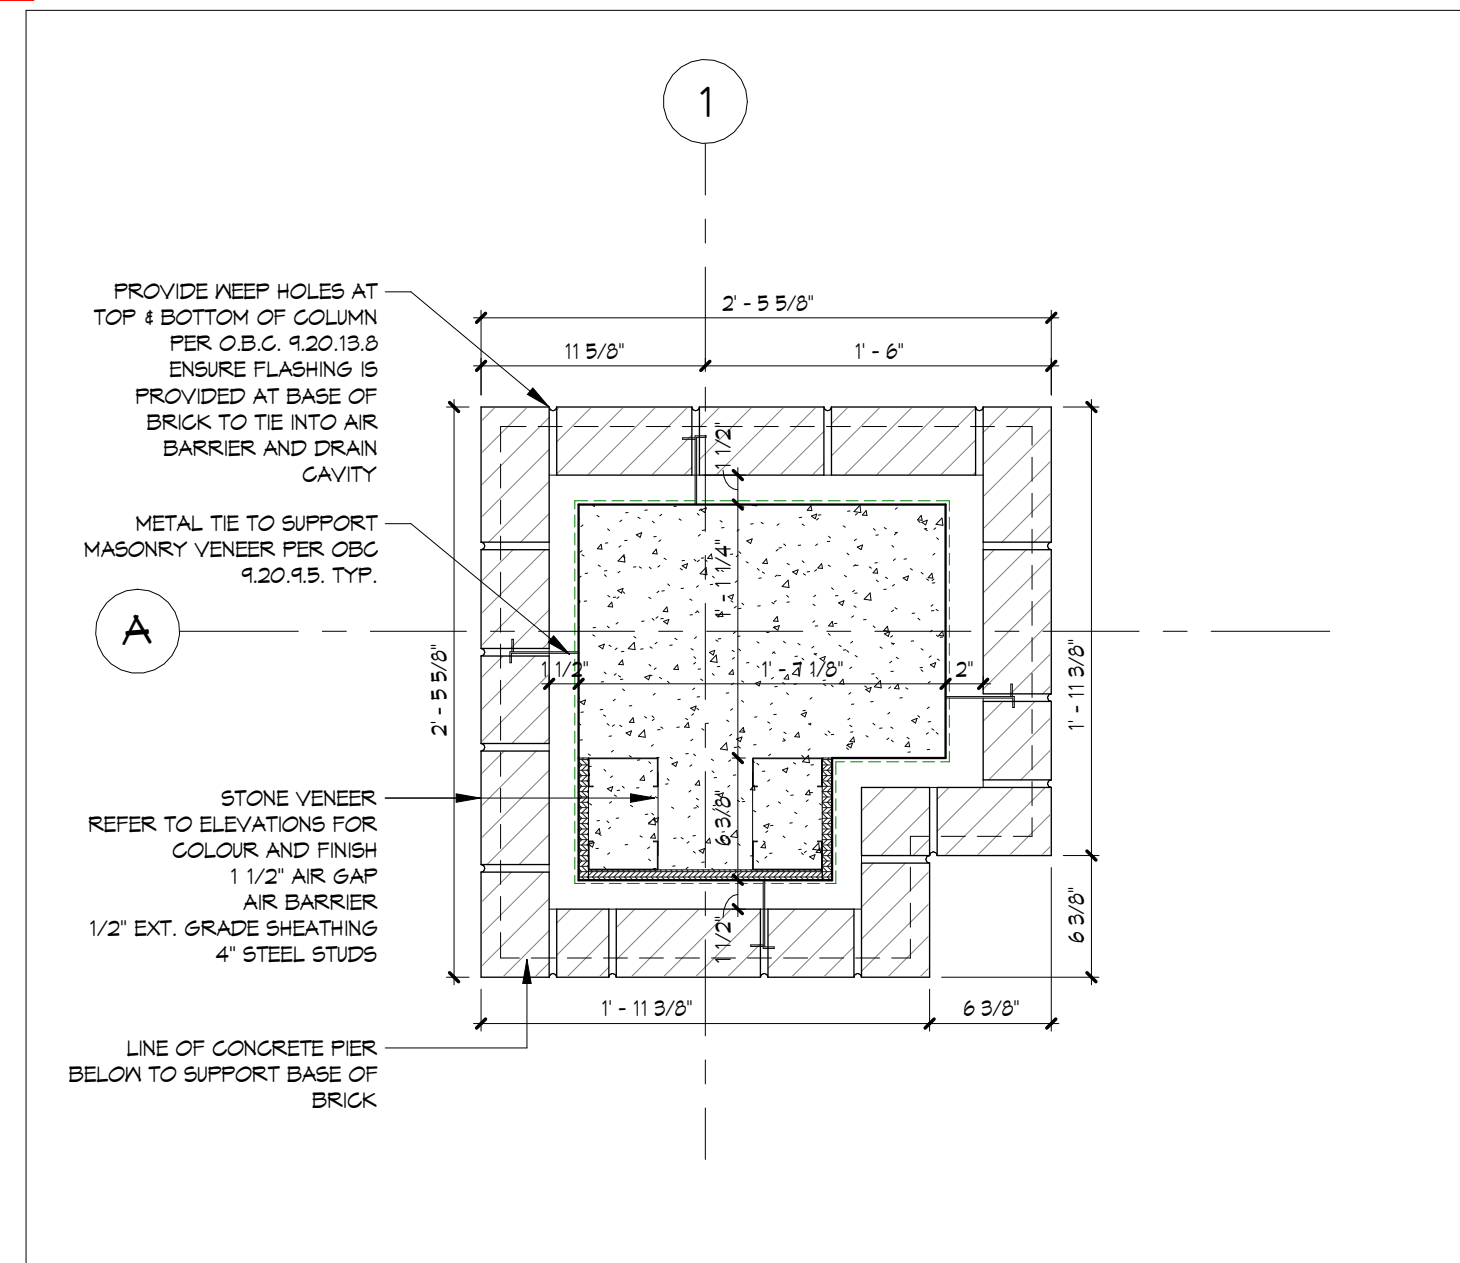 1
2' - 5 5/8"
11 5/8"
1' - 6"
PROVIDE WEEP HOLES AT
TOP & BOTTOM OF COLUMN
PER O.B.C. 9.20.13.8
ENSURE FLASHING IS
PROVIDED AT BASE OF
BRICK TO TIE INTO AIR
BARRIER AND DRAIN
CAVITY
1 1/2"
METAL TIE TO SUPPORT
MASONRY VENEER PER OBC
9.20.9.5. TYP.
1' - 1 1/4"
A
1 1/2"
1' - 7 1/8"
2"
2' - 5 5/8"
1' - 11 3/8"
STONE VENEER
REFER TO ELEVATIONS FOR
COLOUR AND FINISH
1 1/2" AIR GAP
AIR BARRIER
1/2" EXT. GRADE SHEATHING
4" STEEL STUDS
6 3/8"
6 3/8"
1 1/2"
1' - 11 3/8"
6 3/8"
LINE OF CONCRETE PIER
BELOW TO SUPPORT BASE OF
BRICK